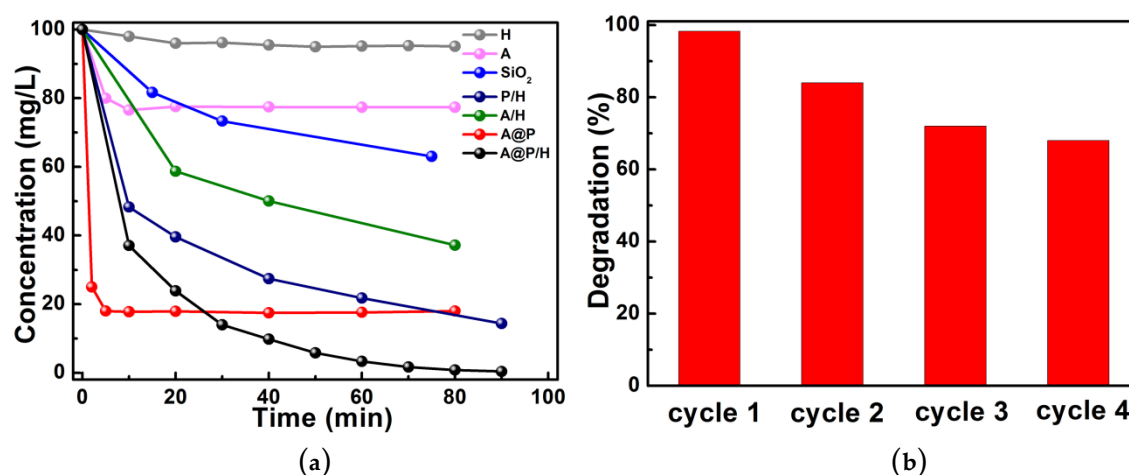 Concentration (mg/L)
100
80
60
40
20
0
H
A
SiO₂
P/H
A/H
A@P
A@P/H
0 20 40 60 80 100
Time (min)
(a)
Degradation (%)
100
80
60
40
20
0
cycle 1 cycle 2 cycle 3 cycle 4
(b)